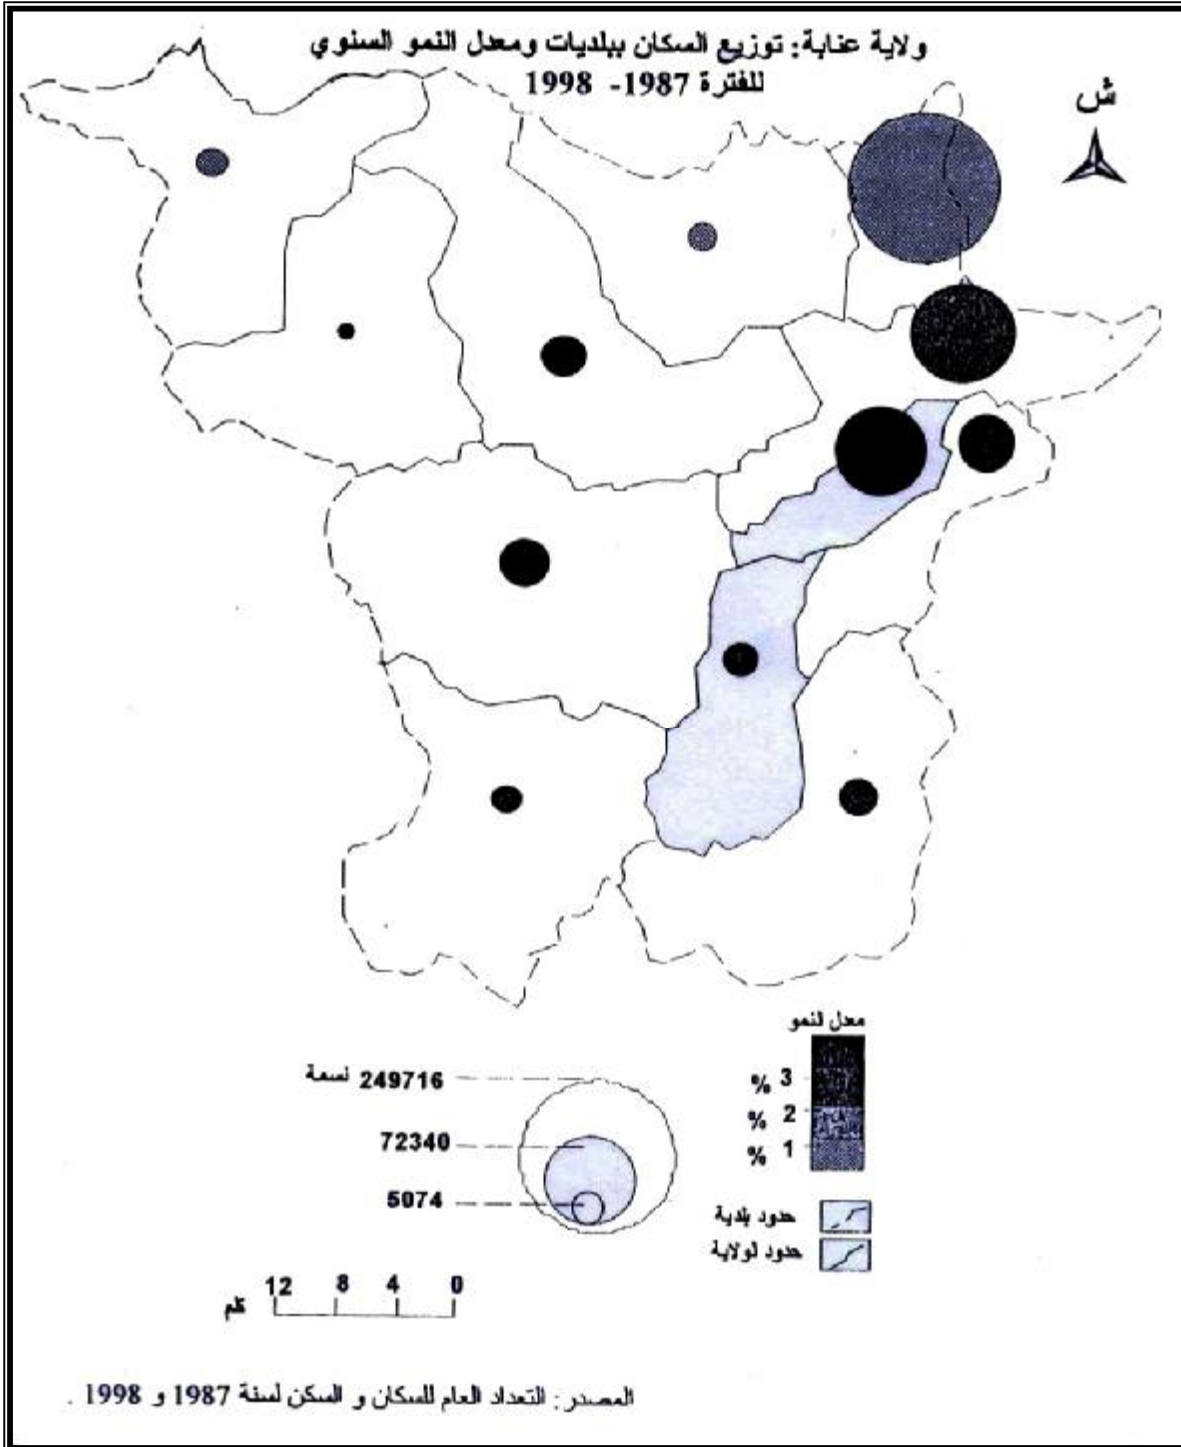 ولاية عنابة: توزيع السكان ببلديات ومعدل النمو السنوي
للفترة 1987- 1998
ش
معدل لنمو
% 3
% 2
% 1
249716 نسمة
72340
5074
حدود بلدية
حدود لولاية
12 8 4 0
كلم
المصدر: التعداد العام للسكان و السكن لسنة 1987 و 1998 .